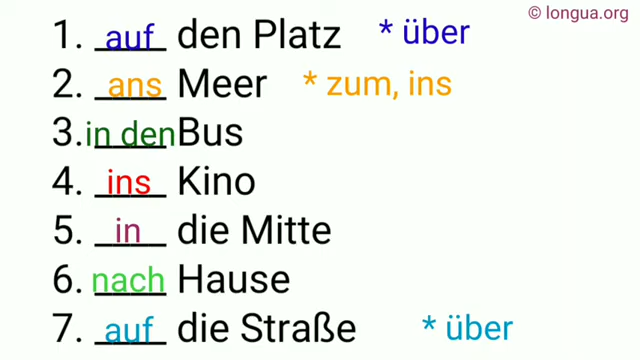 © longua.org
1. auf den Platz * über
2. ans Meer * zum, ins
3. in den Bus
4. ins Kino
5. in die Mitte
6. nach Hause
7. auf die Straße * über